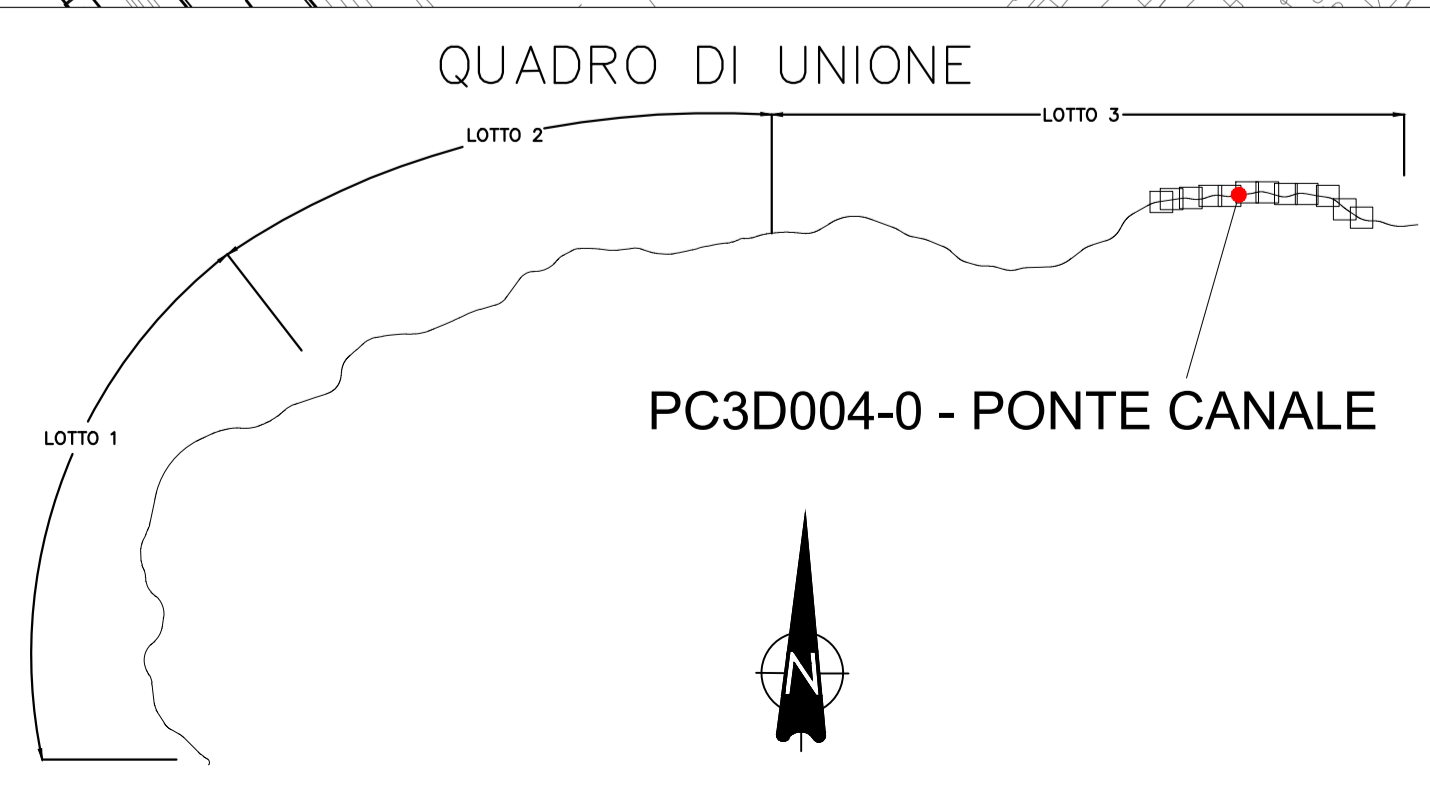 QUADRO DI UNIONE
LOTTO 3
LOTTO 2
PC3D004-0 - PONTE CANALE
LOTTO 1
N